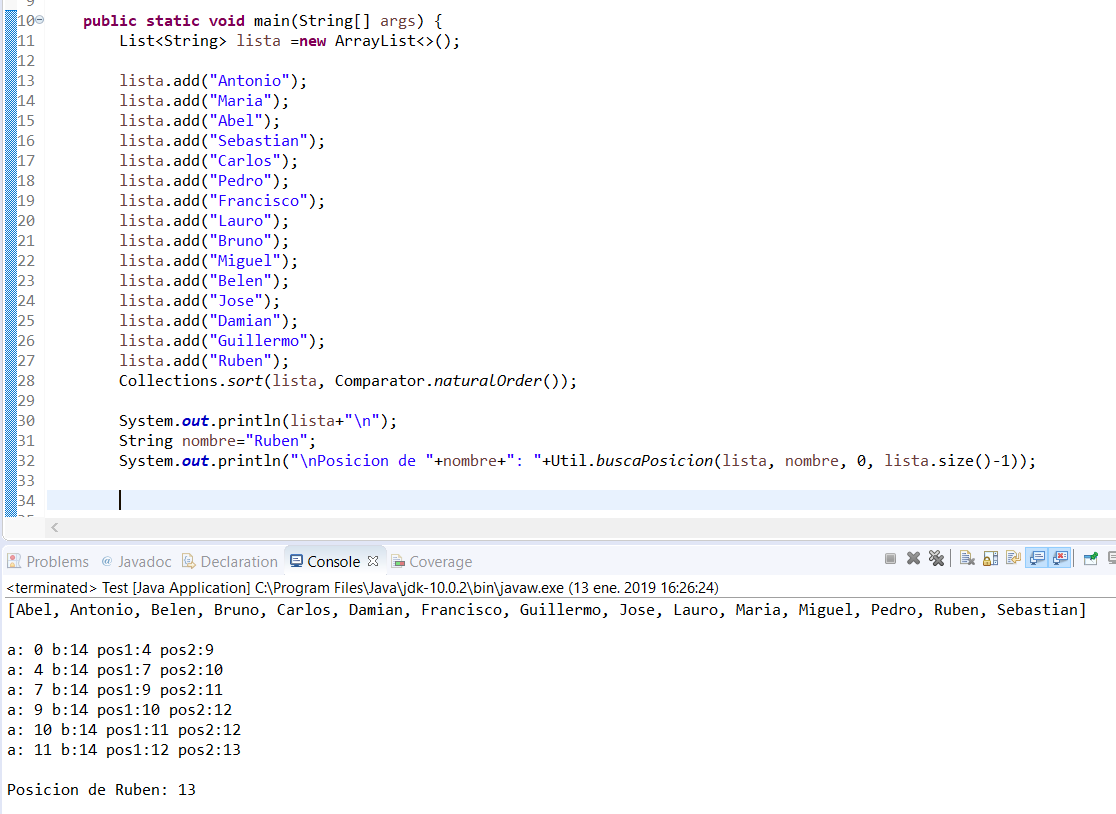 9
10 public static void main(String[] args) {
11 List<String> lista =new ArrayList<>();
12
13 lista.add("Antonio");
14 lista.add("Maria");
15 lista.add("Abel");
16 lista.add("Sebastian");
17 lista.add("Carlos");
18 lista.add("Pedro");
19 lista.add("Francisco");
20 lista.add("Lauro");
21 lista.add("Bruno");
22 lista.add("Miguel");
23 lista.add("Belen");
24 lista.add("Jose");
25 lista.add("Damian");
26 lista.add("Guillermo");
27 lista.add("Ruben");
28 Collections.sort(lista, Comparator.naturalOrder());
29
30 System.out.println(lista+"\n");
31 String nombre="Ruben";
32 System.out.println("\nPosicion de "+nombre+": "+Util.buscaPosicion(lista, nombre, 0, lista.size()-1));
33
34
Problems @ Javadoc Declaration Console Coverage
<terminated> Test [Java Application] C:\Program Files\Java\jdk-10.0.2\bin\javaw.exe (13 ene. 2019 16:26:24)
[Abel, Antonio, Belen, Bruno, Carlos, Damian, Francisco, Guillermo, Jose, Lauro, Maria, Miguel, Pedro, Ruben, Sebastian]
a: 0 b:14 pos1:4 pos2:9
a: 4 b:14 pos1:7 pos2:10
a: 7 b:14 pos1:9 pos2:11
a: 9 b:14 pos1:10 pos2:12
a: 10 b:14 pos1:11 pos2:12
a: 11 b:14 pos1:12 pos2:13
Posicion de Ruben: 13